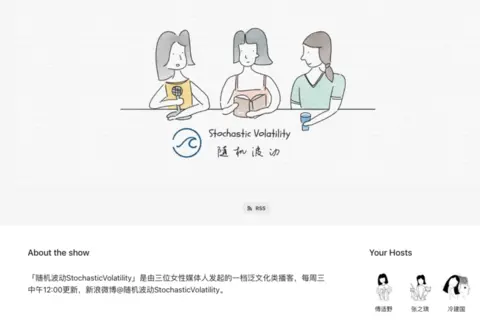 Stochastic Volatility
随机波动
RSS
About the show
Your Hosts
「随机波动StochasticVolatility」是由三位女性媒体人发起的一档泛文化类播客，每周三
中午12:00更新，新浪微博@随机波动StochasticVolatility。
傅适野
张之琪
冷建国